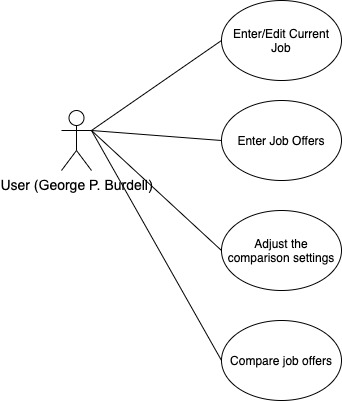 Enter/Edit Current
Job
Enter Job Offers
User (George P. Burdell)
Adjust the
comparison settings
Compare job offers